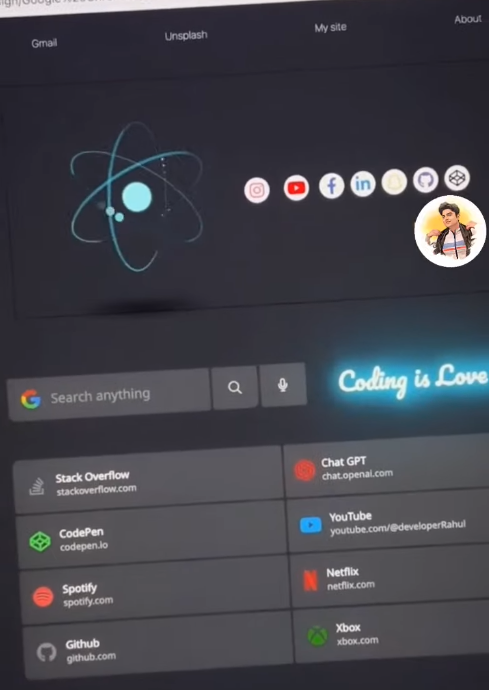 Gmail
Unsplash
My site
About
Search anything
Coding is Love
Stack Overflow
stackoverflow.com
Chat GPT
chat.openai.com
CodePen
codepen.io
YouTube
youtube.com/@developerRahul
Spotify
spotify.com
Netflix
netflix.com
Github
github.com
Xbox
xbox.com